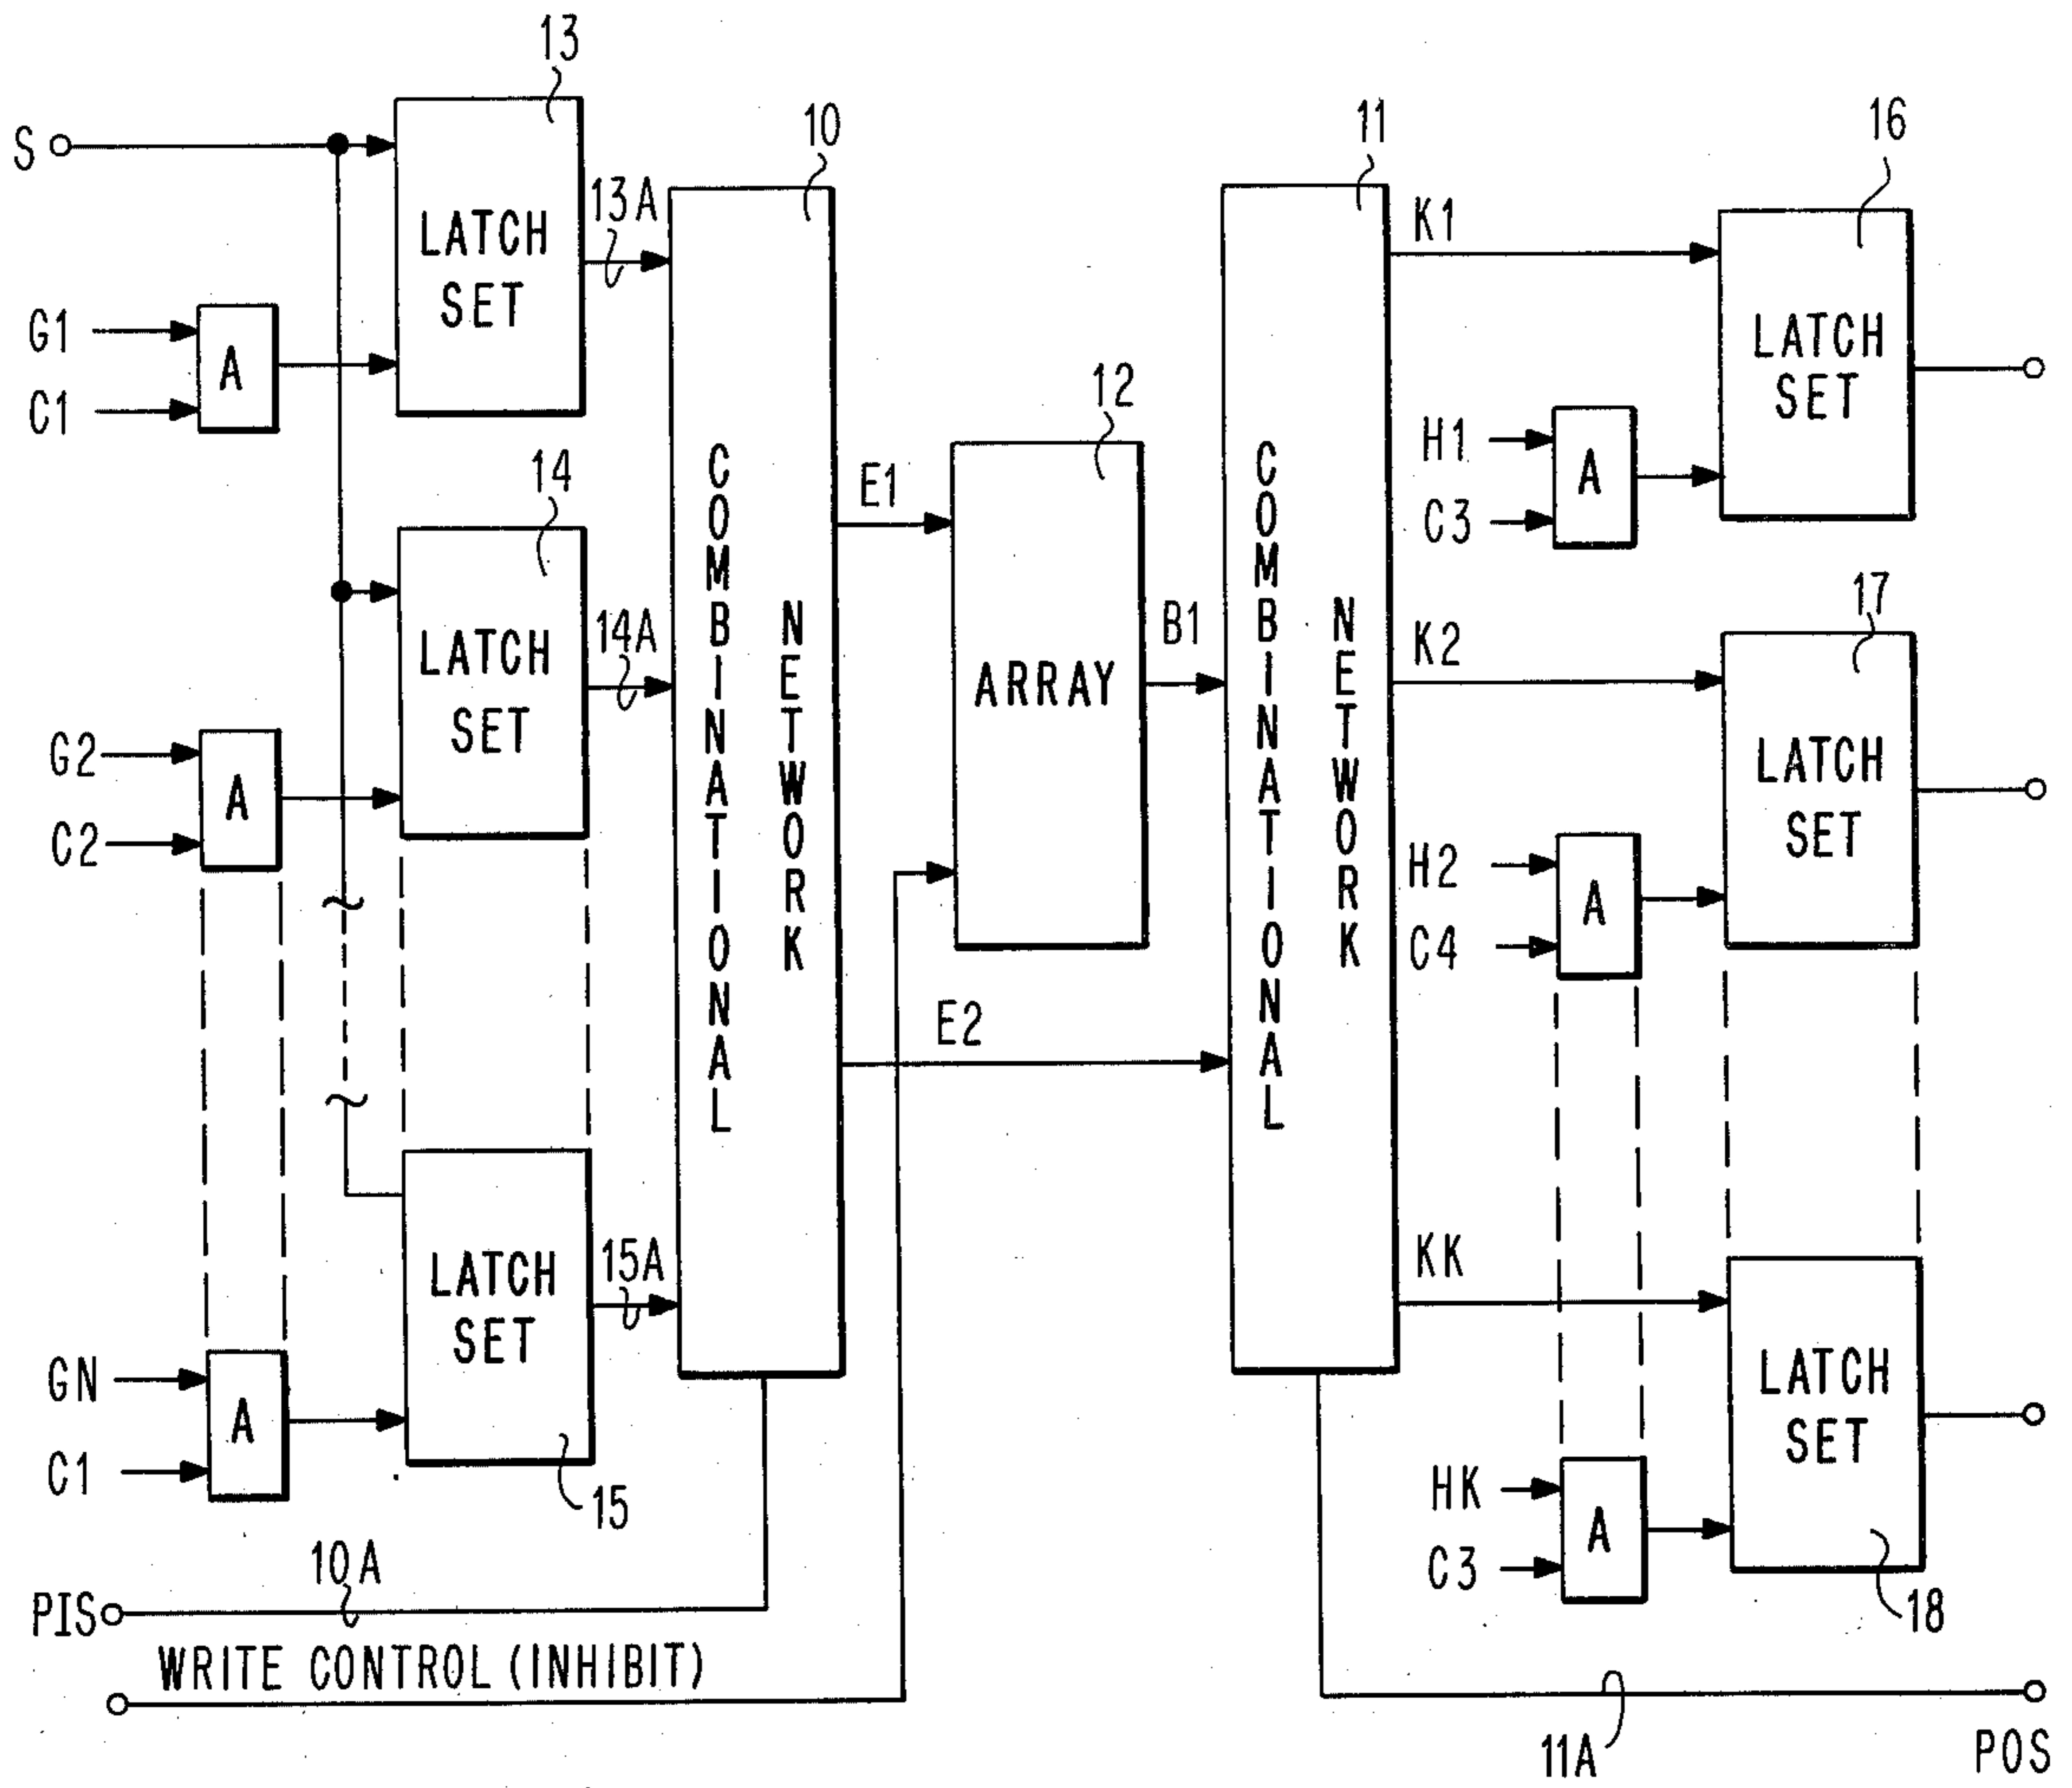 13
S
LATCH
SET
13A
G1
C1
A
10
COMBINATIONAL
NETWORK
14
LATCH
SET
14A
G2
C2
A
E1
12
ARRAY
B1
E2
LATCH
SET
15A
GN
C1
A
15
10A
PIS
WRITE CONTROL (INHIBIT)
11
COMBINATIONAL
NETWORK
K1
16
LATCH
SET
H1
C3
A
K2
17
LATCH
SET
H2
C4
A
KK
LATCH
SET
HK
C3
A
18
11A
POS